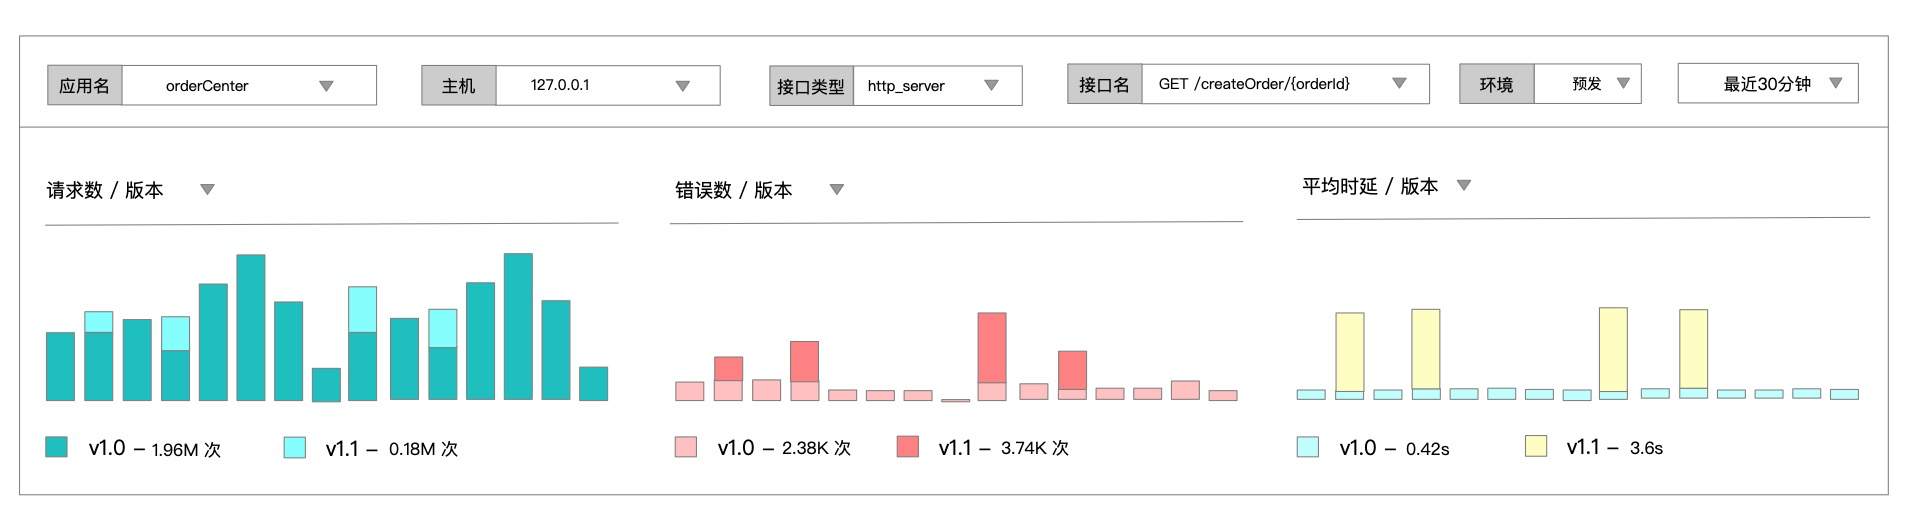 应用名 orderCenter 主机 127.0.0.1 接口类型 http_server 接口名 GET /createOrder/{orderId} 环境 预发 最近30分钟
请求数 / 版本
v1.0 – 1.96M 次 v1.1 – 0.18M 次
错误数 / 版本
v1.0 – 2.38K 次 v1.1 – 3.74K 次
平均时延 / 版本
v1.0 – 0.42s v1.1 – 3.6s